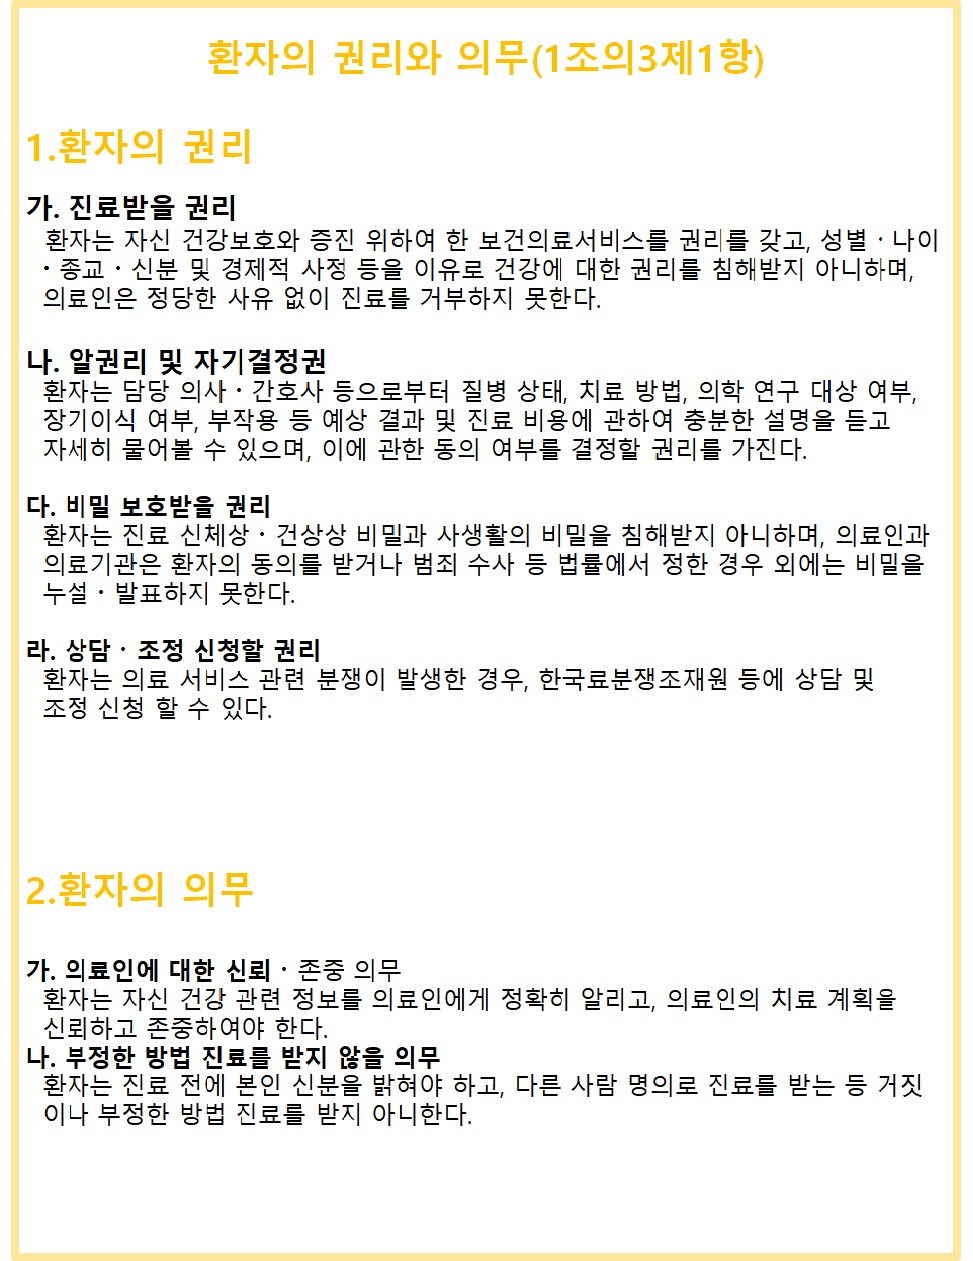 환자의 권리와 의무(1조의3제1항)
1.환자의 권리
가. 진료받을 권리
환자는 자신 건강보호와 증진 위하여 한 보건의료서비스를 권리를 갖고, 성별 · 나이
· 종교 · 신분 및 경제적 사정 등을 이유로 건강에 대한 권리를 침해받지 아니하며,
의료인은 정당한 사유 없이 진료를 거부하지 못한다.
나. 알권리 및 자기결정권
환자는 담당 의사 · 간호사 등으로부터 질병 상태, 치료 방법, 의학 연구 대상 여부,
장기이식 여부, 부작용 등 예상 결과 및 진료 비용에 관하여 충분한 설명을 듣고
자세히 물어볼 수 있으며, 이에 관한 동의 여부를 결정할 권리를 가진다.
다. 비밀 보호받을 권리
환자는 진료 신체상 · 건상상 비밀과 사생활의 비밀을 침해받지 아니하며, 의료인과
의료기관은 환자의 동의를 받거나 범죄 수사 등 법률에서 정한 경우 외에는 비밀을
누설 · 발표하지 못한다.
라. 상담 · 조정 신청할 권리
환자는 의료 서비스 관련 분쟁이 발생한 경우, 한국료분쟁조재원 등에 상담 및
조정 신청 할 수 있다.
2.환자의 의무
가. 의료인에 대한 신뢰 · 존중 의무
환자는 자신 건강 관련 정보를 의료인에게 정확히 알리고, 의료인의 치료 계획을
신뢰하고 존중하여야 한다.
나. 부정한 방법 진료를 받지 않을 의무
환자는 진료 전에 본인 신분을 밝혀야 하고, 다른 사람 명의로 진료를 받는 등 거짓
이나 부정한 방법 진료를 받지 아니한다.